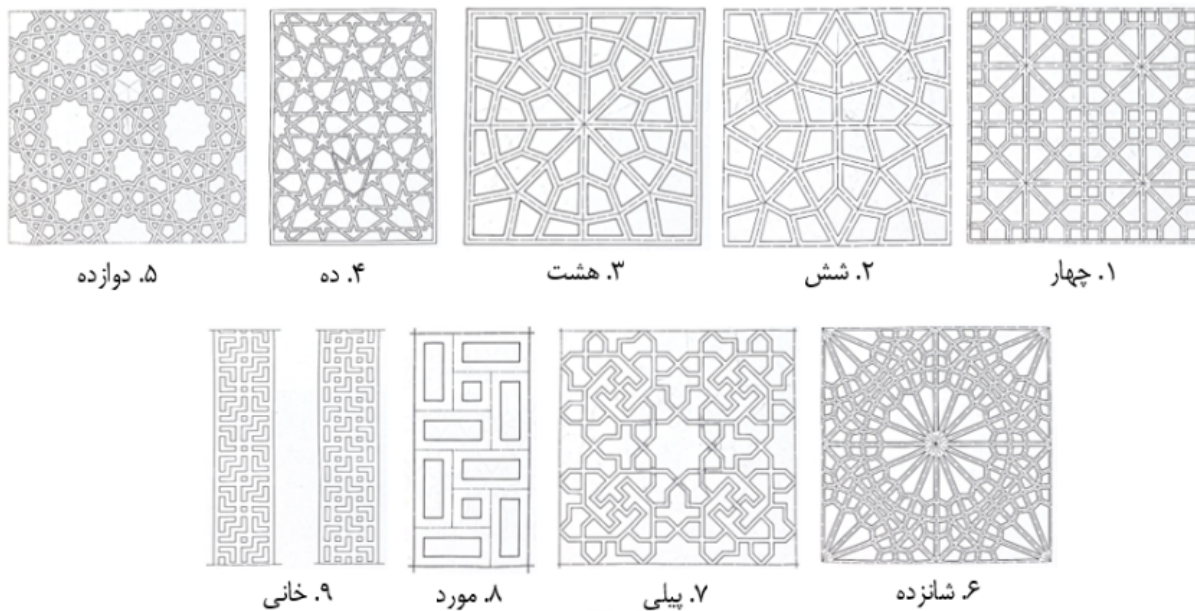 ۱. چهار
۲. شش
۳. هشت
۴. ده
۵. دوازده
۶. شانزده
۷. پیلی
۸. مورد
۹. خانی